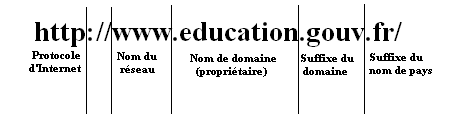 http://www.education.gouv.fr/
Protocole
d'Internet
Nom du
réseau
Nom de domaine
(propriétaire)
Suffixe du
domaine
Suffixe du
nom de pays